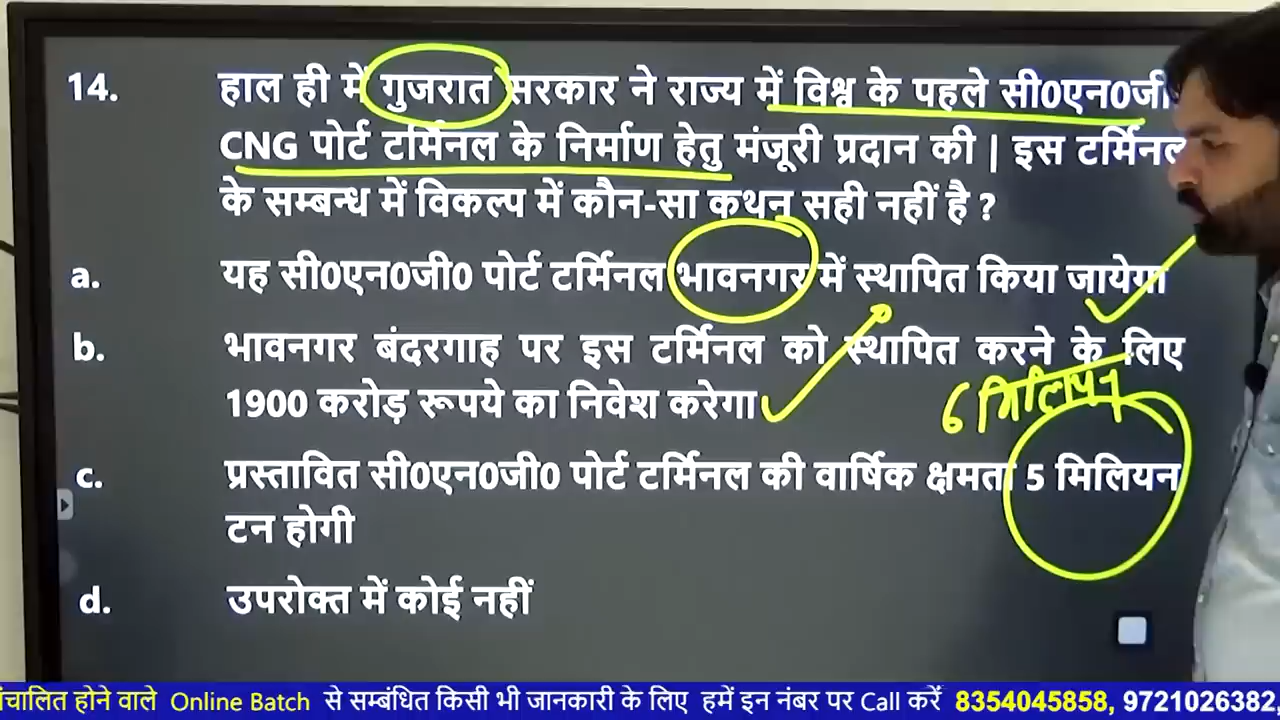 14. हाल ही में गुजरात सरकार ने राज्य में विश्व के पहले सी0एन0जी
CNG पोर्ट टर्मिनल के निर्माण हेतु मंजूरी प्रदान की | इस टर्मिनल
के सम्बन्ध में विकल्प में कौन-सा कथन सही नहीं है ?
a. यह सी0एन0जी0 पोर्ट टर्मिनल भावनगर में स्थापित किया जायेगा
b. भावनगर बंदरगाह पर इस टर्मिनल को स्थापित करने के लिए
1900 करोड़ रूपये का निवेश करेगा
6 मिलियन
c. प्रस्तावित सी0एन0जी0 पोर्ट टर्मिनल की वार्षिक क्षमता 5 मिलियन
टन होगी
d. उपरोक्त में कोई नहीं
होने वाले Online Batch से सम्बंधित किसी भी जानकारी के लिए हमें इन नंबर पर Call करें 8354045858, 9721026382,